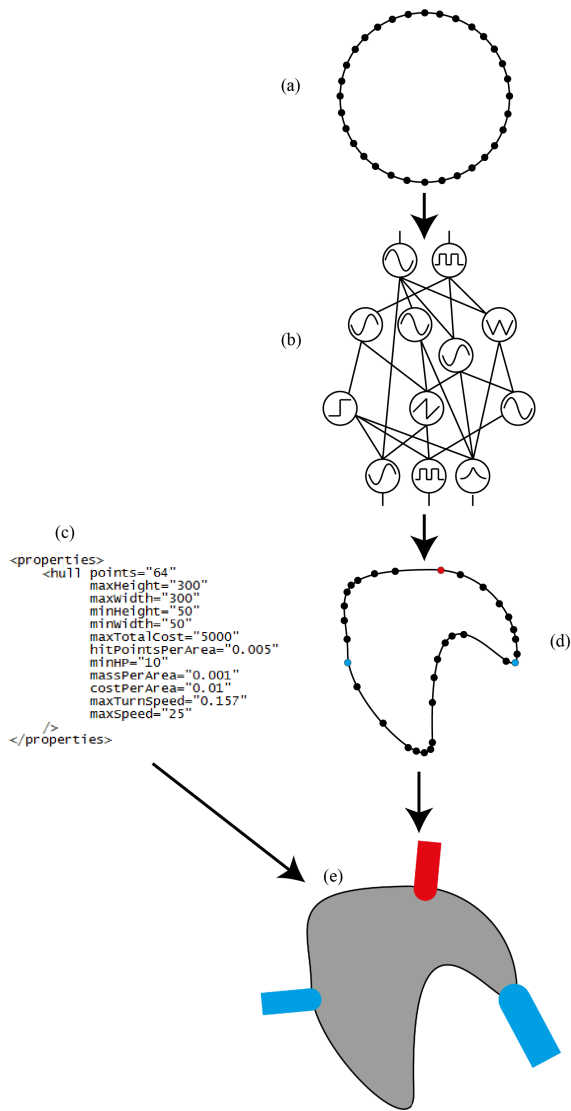 (a)
(b)
(c)
<properties>
<hull points="64"
maxHeight="300"
maxWidth="300"
minHeight="50"
minWidth="50"
maxTotalCost="5000"
hitPointsPerArea="0.005"
minHP="10"
massPerArea="0.001"
costPerArea="0.01"
maxTurnSpeed="0.157"
maxSpeed="25"
/>
</properties>
(d)
(e)